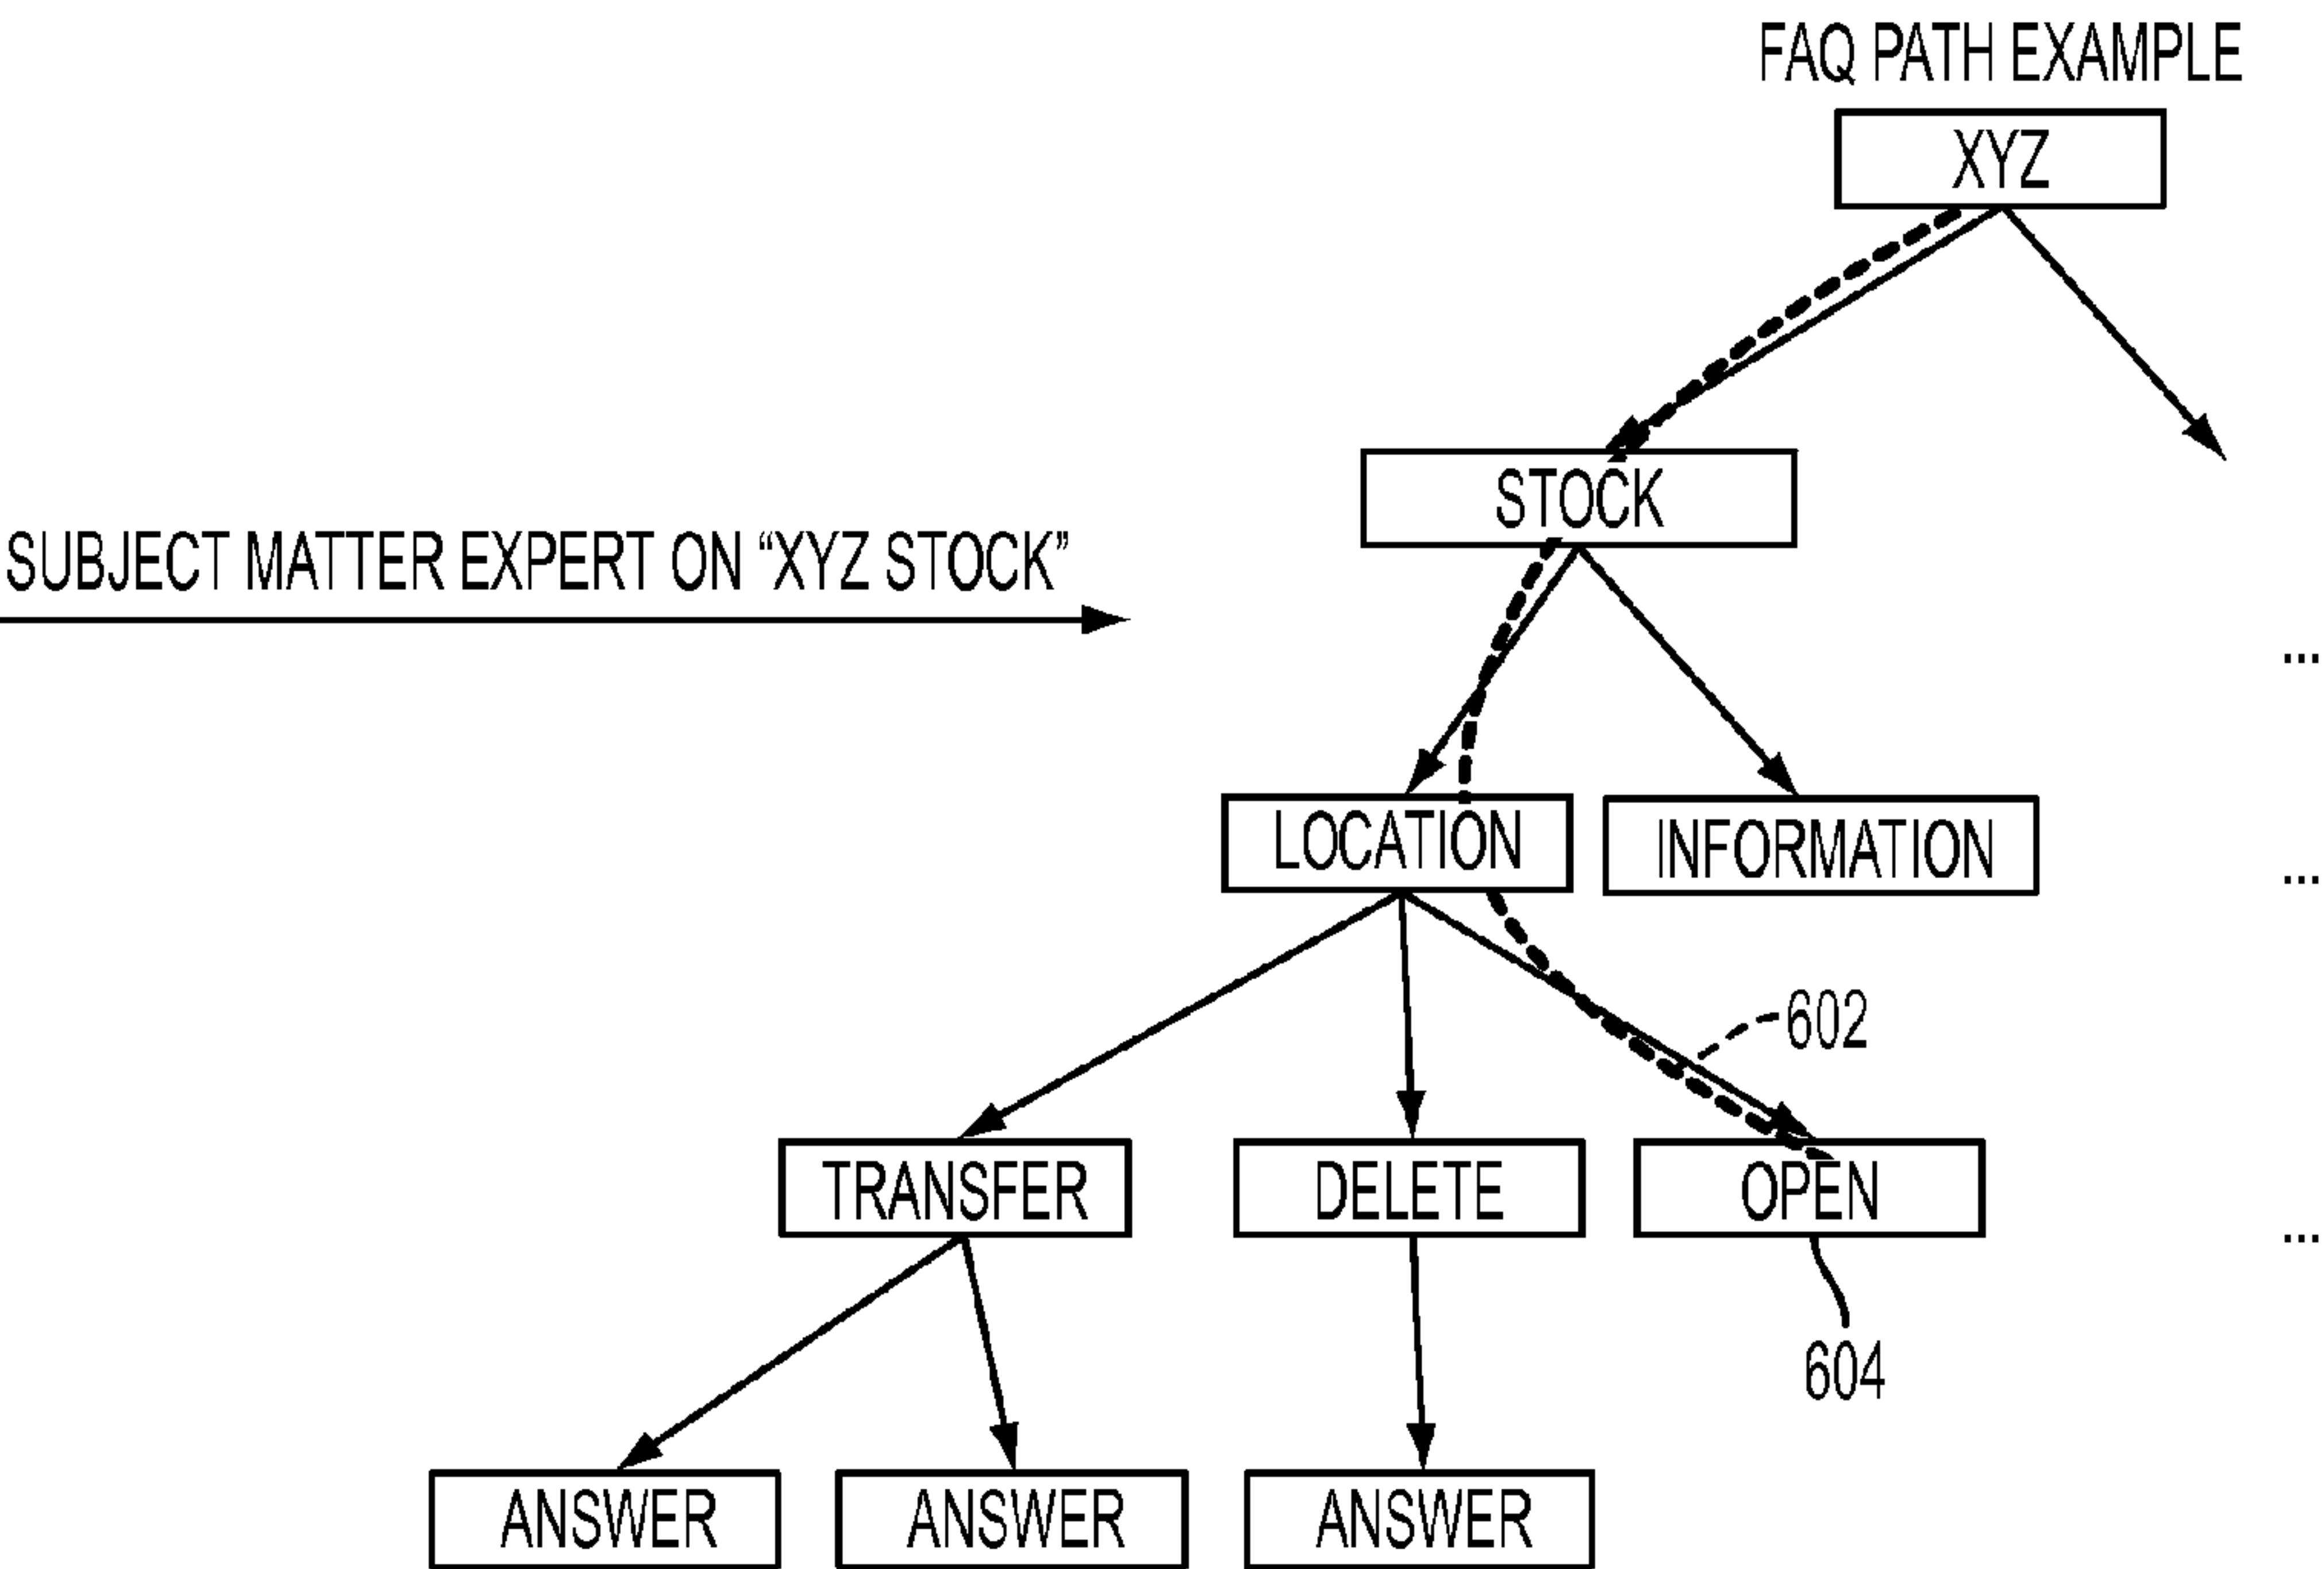 FAQ PATH EXAMPLE
XYZ
STOCK
SUBJECT MATTER EXPERT ON “XYZ STOCK”
...
LOCATION INFORMATION ...
602
TRANSFER DELETE OPEN ...
604
ANSWER ANSWER ANSWER